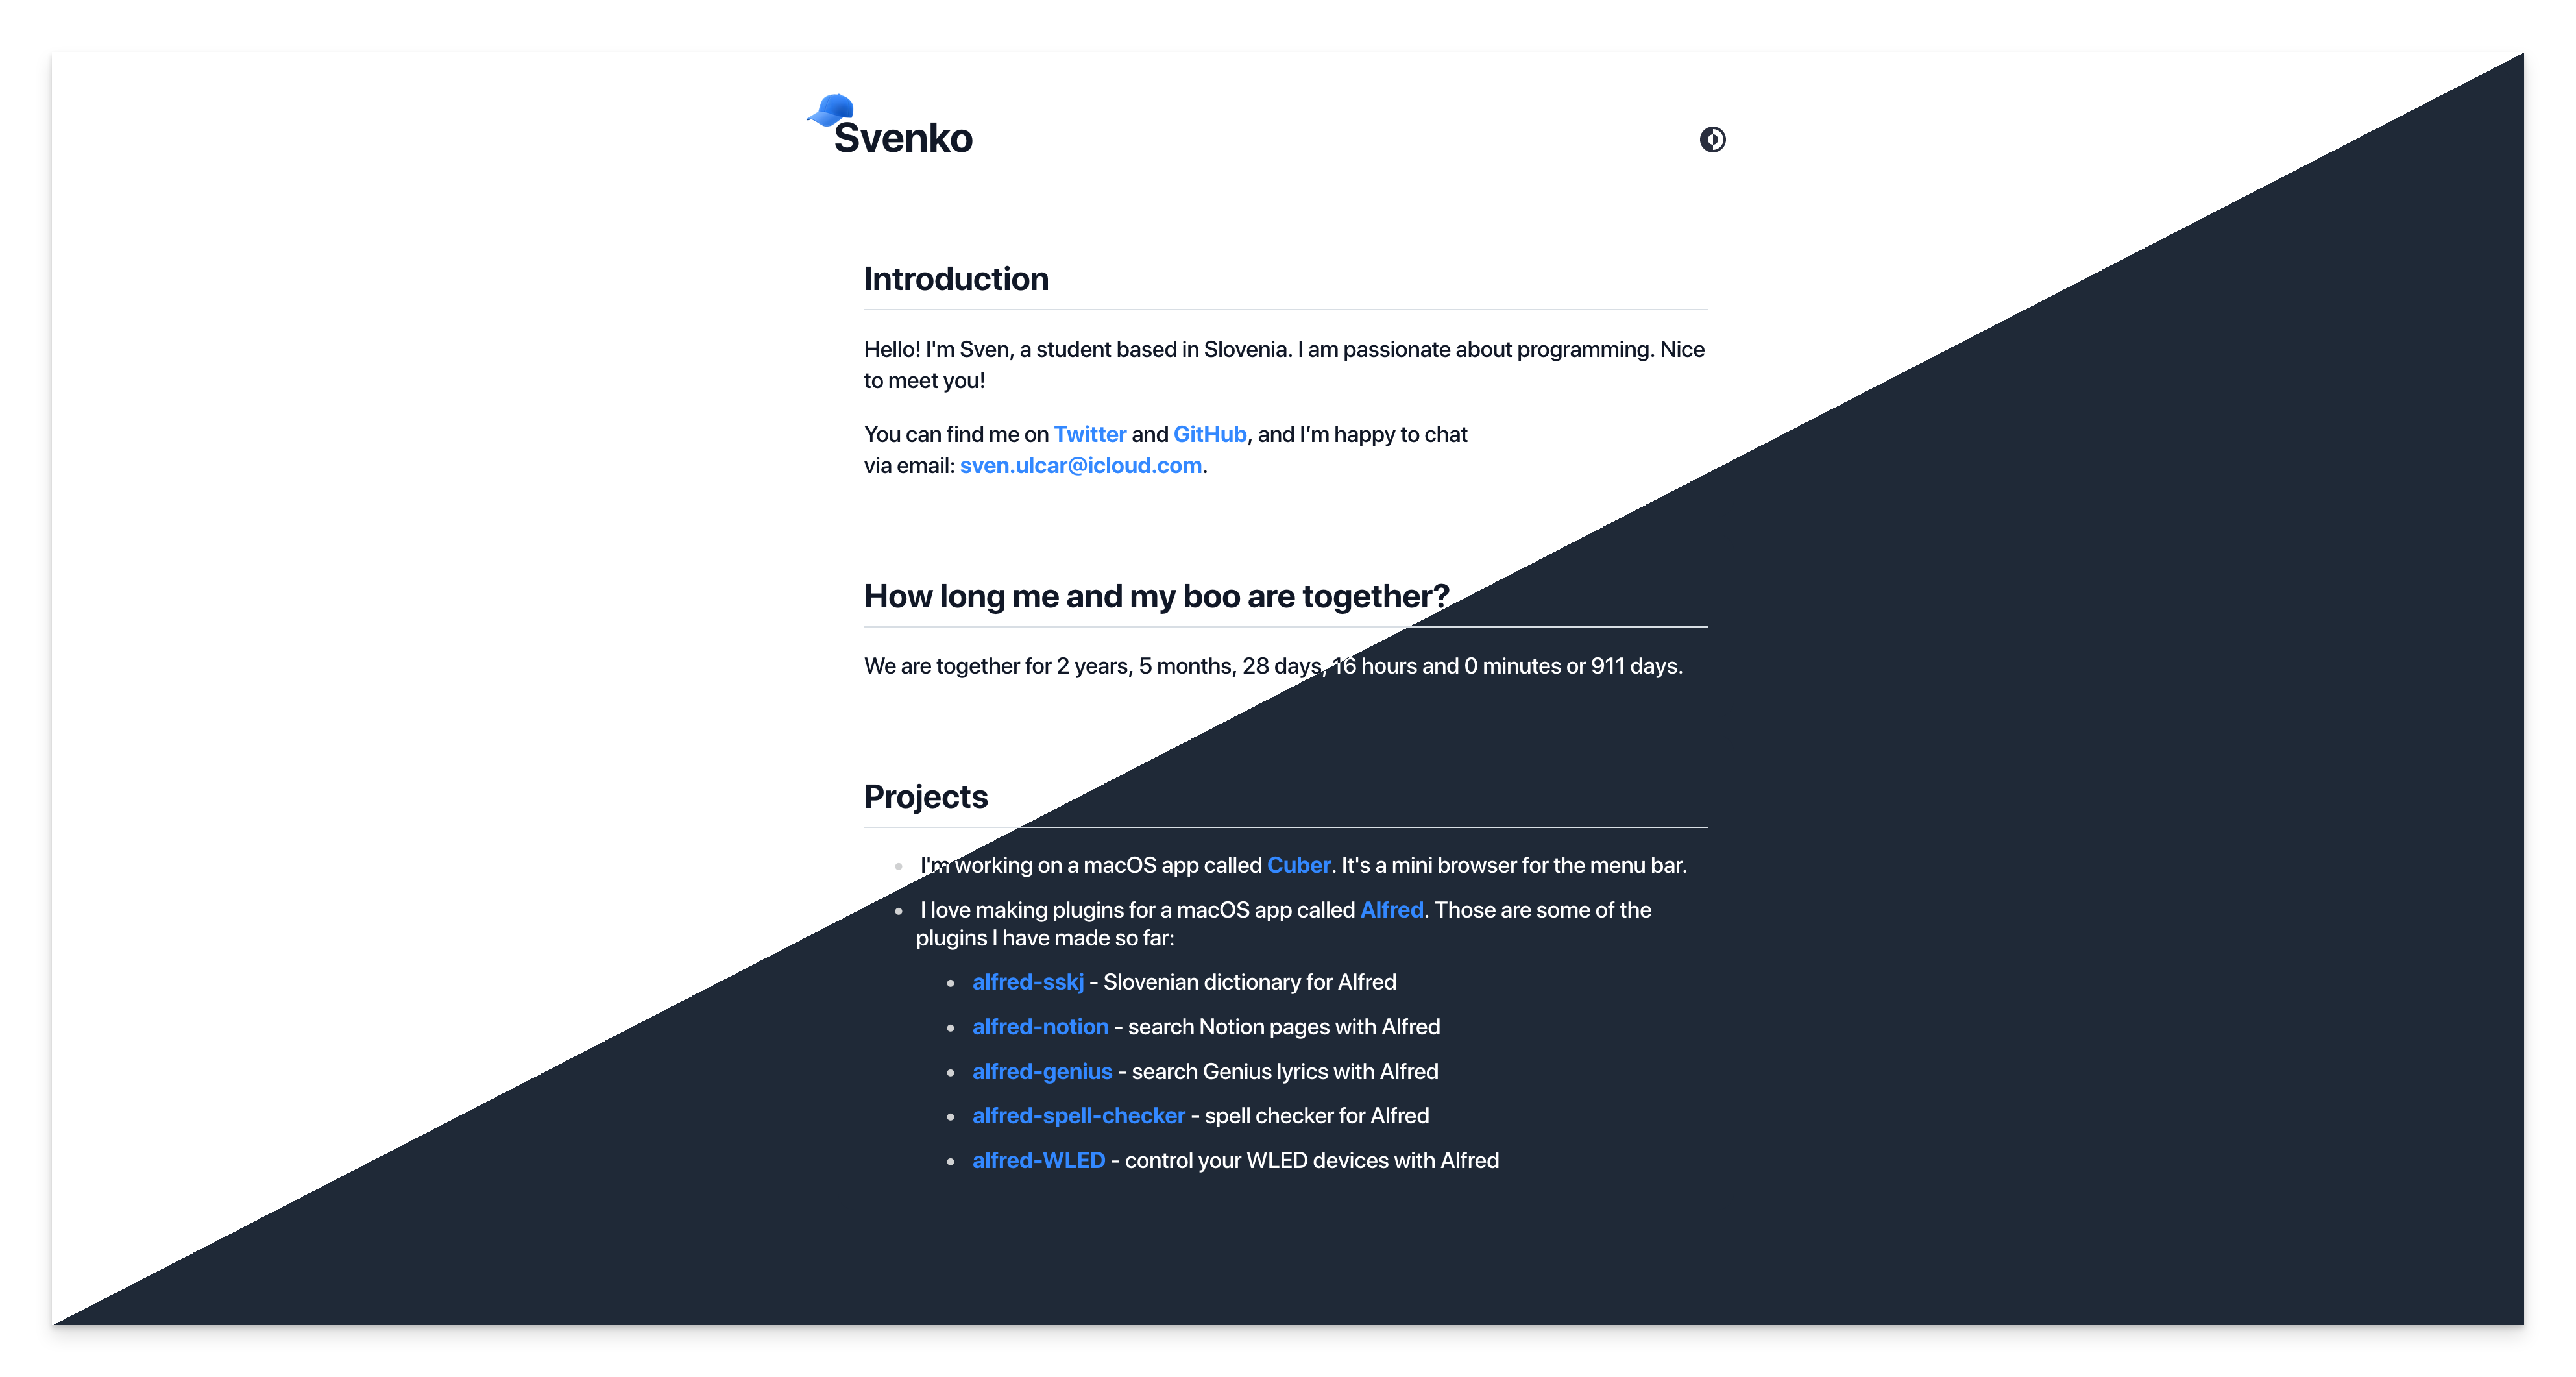 Svenko
Introduction
Hello! I'm Sven, a student based in Slovenia. I am passionate about programming. Nice
to meet you!
You can find me on Twitter and GitHub, and I’m happy to chat
via email: sven.ulcar@icloud.com.
How long me and my boo are together?
We are together for 2 years, 5 months, 28 days, 16 hours and 0 minutes or 911 days.
Projects
I'm working on a macOS app called Cuber. It's a mini browser for the menu bar.
I love making plugins for a macOS app called Alfred. Those are some of the
plugins I have made so far:
alfred-sskj - Slovenian dictionary for Alfred
alfred-notion - search Notion pages with Alfred
alfred-genius - search Genius lyrics with Alfred
alfred-spell-checker - spell checker for Alfred
alfred-WLED - control your WLED devices with Alfred